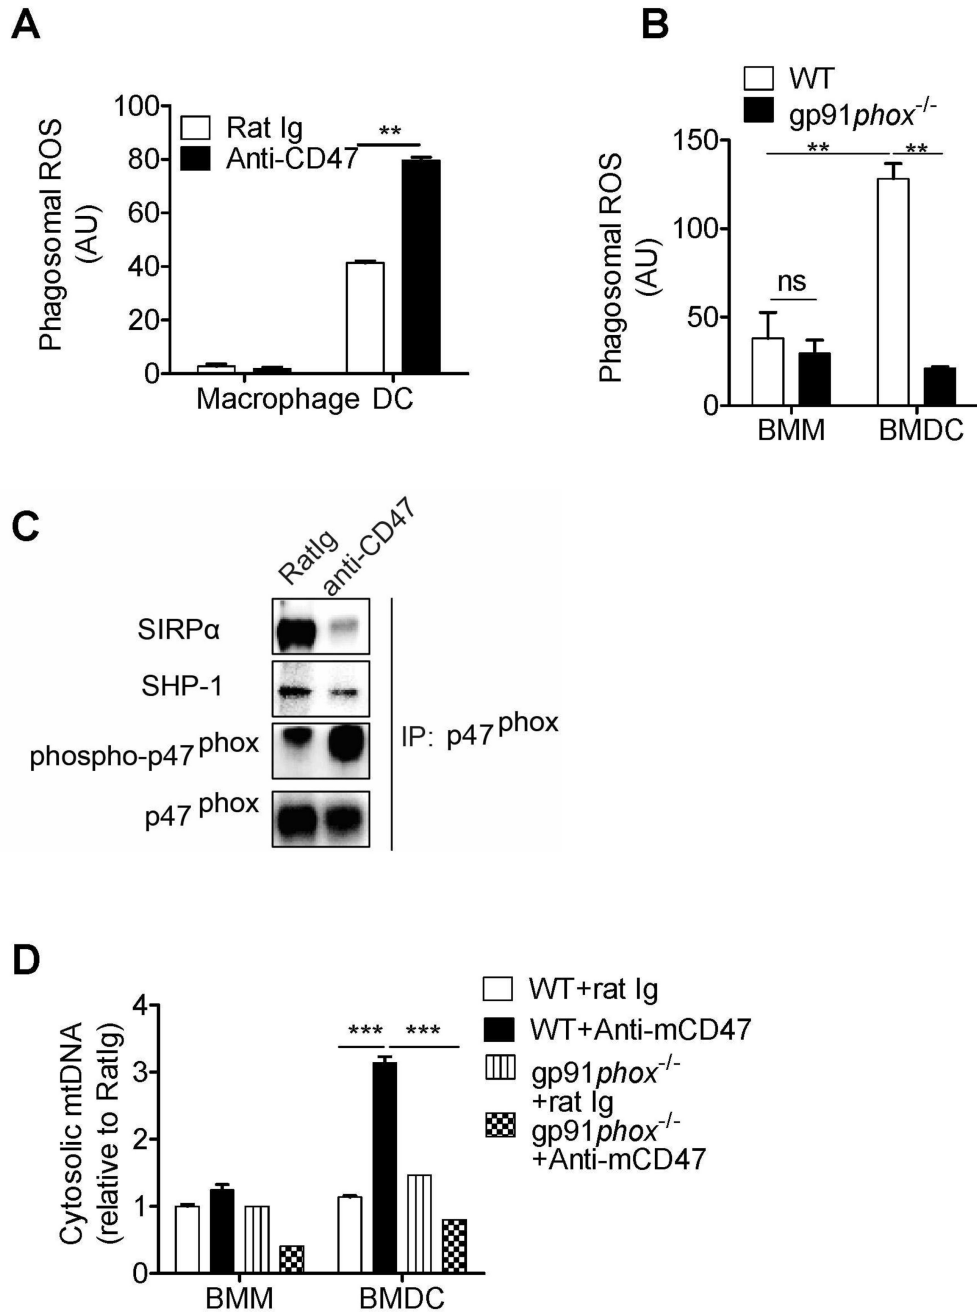 A
Phagosomal ROS
(AU)
100
80
60
40
20
0
Rat Ig
Anti-CD47
**
Macrophage DC
B
WT
gp91phox-/-
Phagosomal ROS
(AU)
150
100
50
0
**
**
ns
BMM
BMDC
C
RatIg
anti-CD47
SIRPα
SHP-1
phospho-p47phox
p47phox
IP: p47phox
D
Cytosolic mtDNA
(relative to RatIg)
4
3
2
1
0
***
***
BMM
BMDC
WT+rat Ig
WT+Anti-mCD47
gp91phox-/-
+rat Ig
gp91phox-/-
+Anti-mCD47